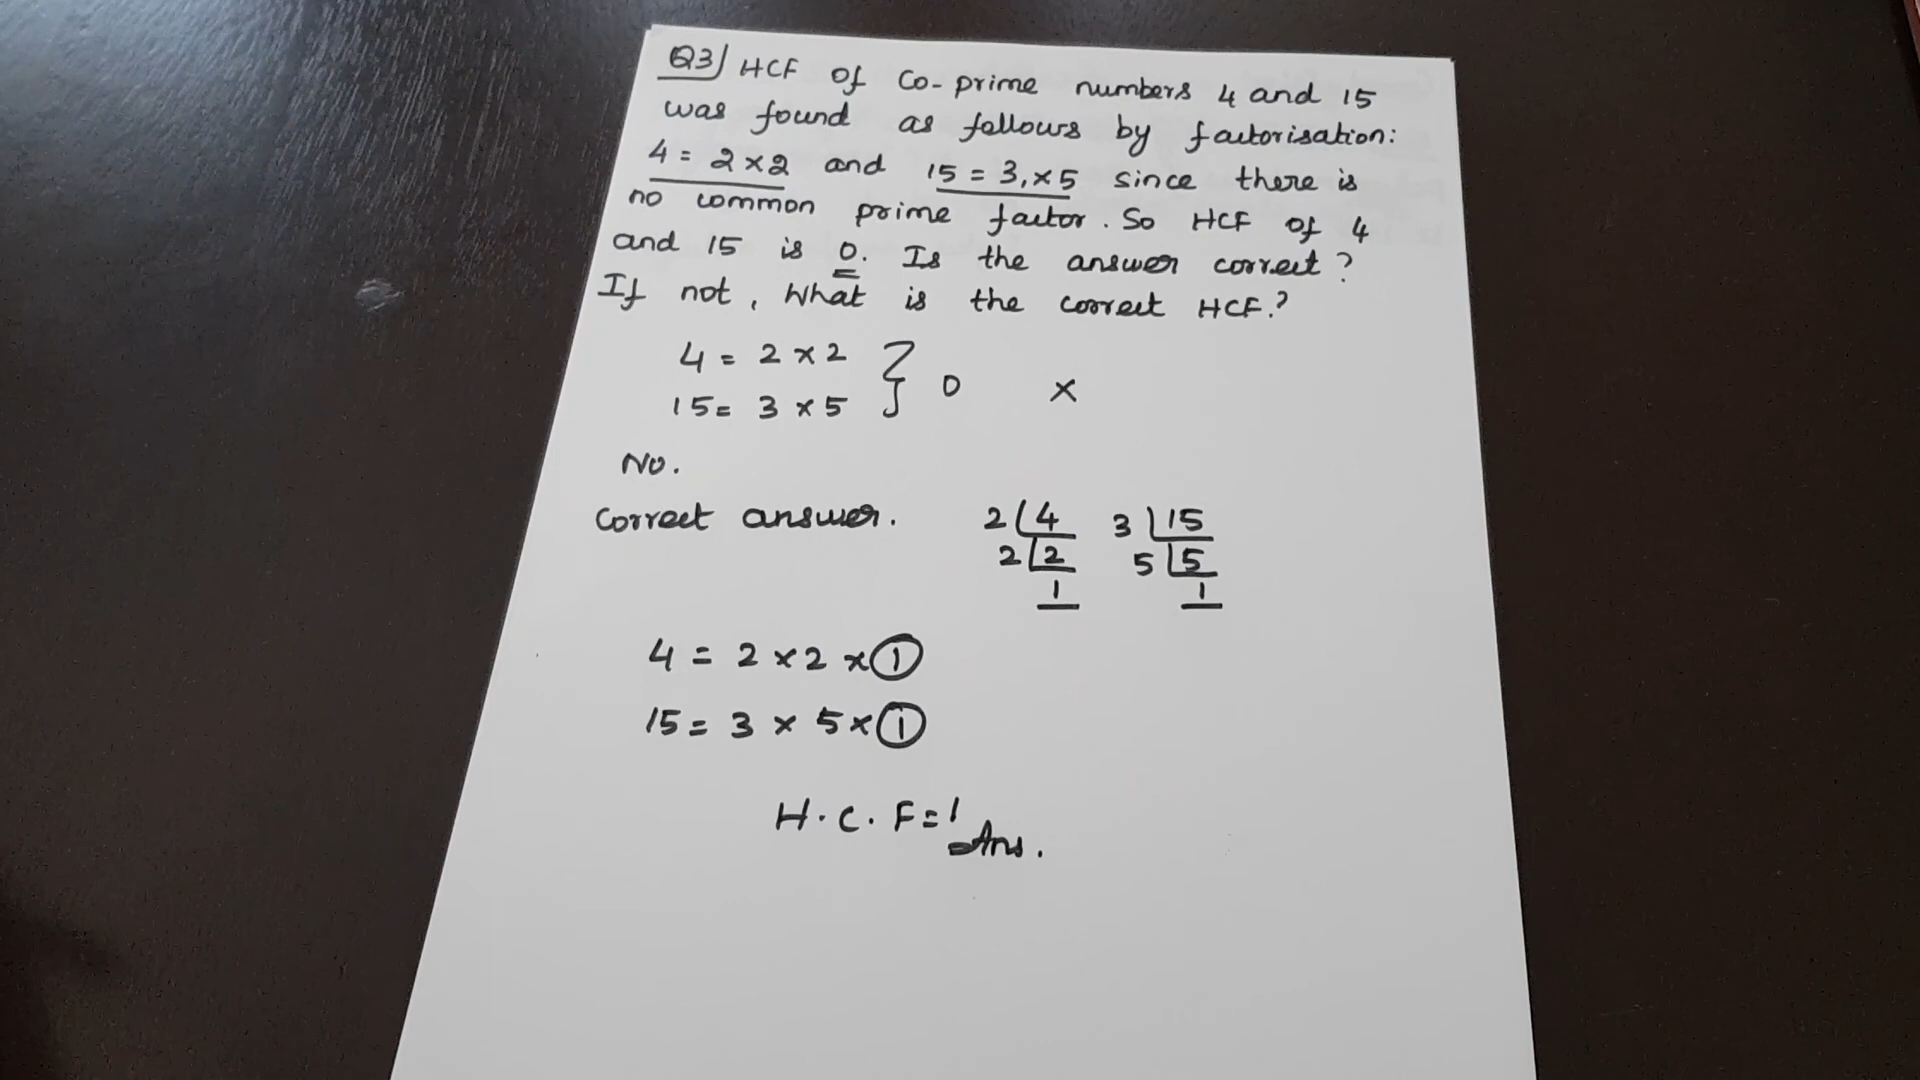 Q3/ HCF of Co-prime numbers 4 and 15
was found as follows by factorisation:
4 = 2 x 2 and 15 = 3, x 5 since there is
no common prime factor. So HCF of 4
and 15 is 0. Is the answer correct?
If not, What is the correct HCF?
4 = 2 x 2 } 0 x
15 = 3 x 5
No.
Correct answer.
2 4 3 15
2 2 5 5
1 1
4 = 2 x 2 x 1
15 = 3 x 5 x 1
H.C.F = 1 Ans.